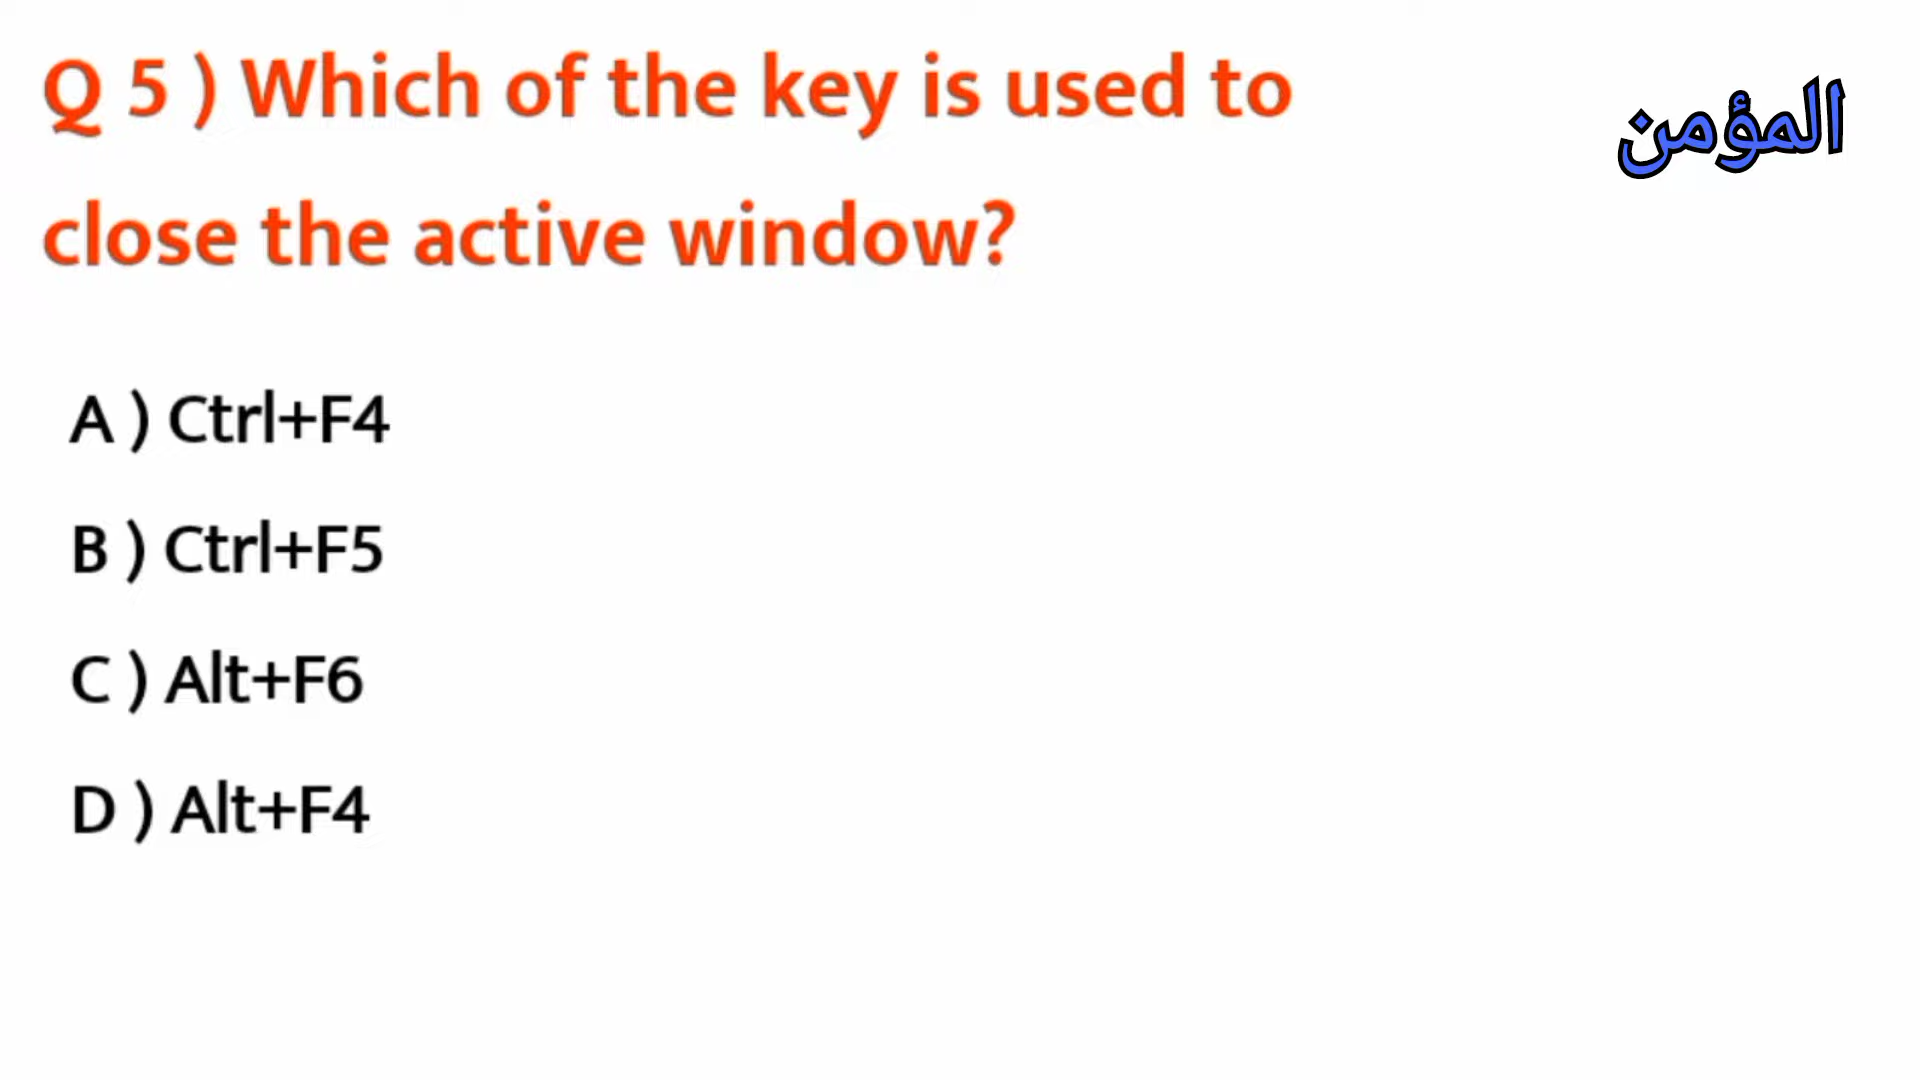 Q 5 ) Which of the key is used to
close the active window?
المؤمن
A ) Ctrl+F4
B ) Ctrl+F5
C ) Alt+F6
D ) Alt+F4